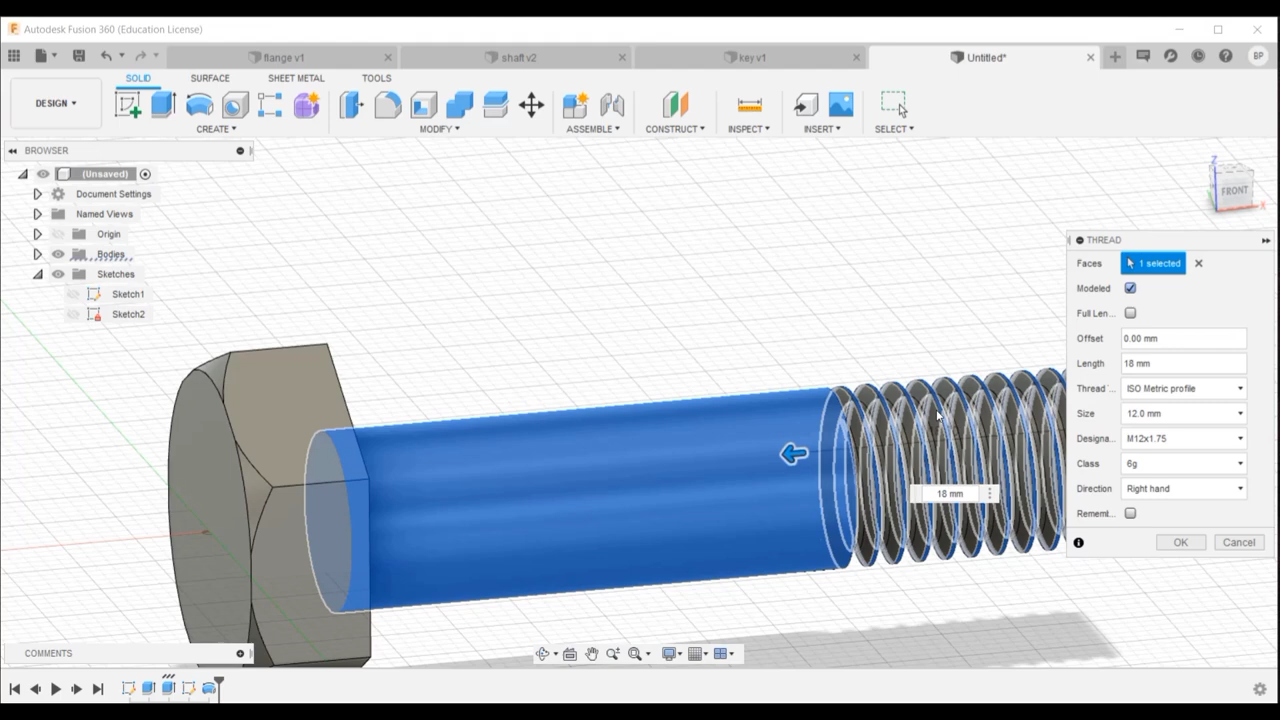 Autodesk Fusion 360 (Education License)
flange v1
shaft v2
key v1
Untitled*
BP
DESIGN
SOLID
SURFACE
SHEET METAL
TOOLS
CREATE
MODIFY
ASSEMBLE
CONSTRUCT
INSPECT
INSERT
SELECT
BROWSER
(Unsaved)
Document Settings
Named Views
Origin
Bodies
Sketches
Sketch1
Sketch2
Z
FRONT
X
THREAD
Faces 1 selected
Modeled
Full Len...
Offset 0.00 mm
Length 18 mm
Thread ... ISO Metric profile
Size 12.0 mm
Designa... M12x1.75
Class 6g
Direction Right hand
Rememt...
OK Cancel
18 mm
COMMENTS